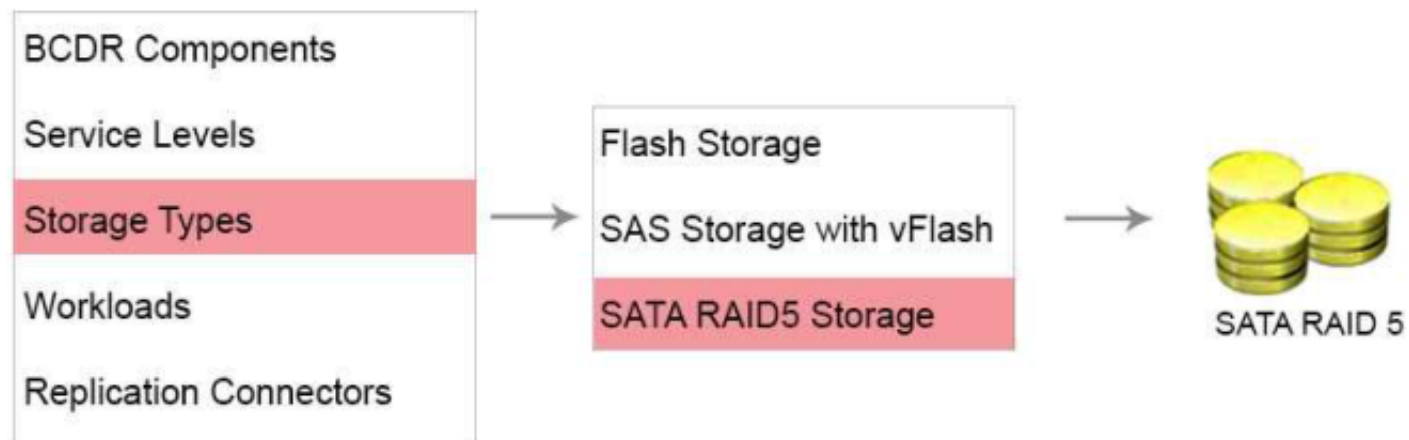 BCDR Components
Service Levels
Storage Types
Workloads
Replication Connectors
Flash Storage
SAS Storage with vFlash
SATA RAID5 Storage
SATA RAID 5